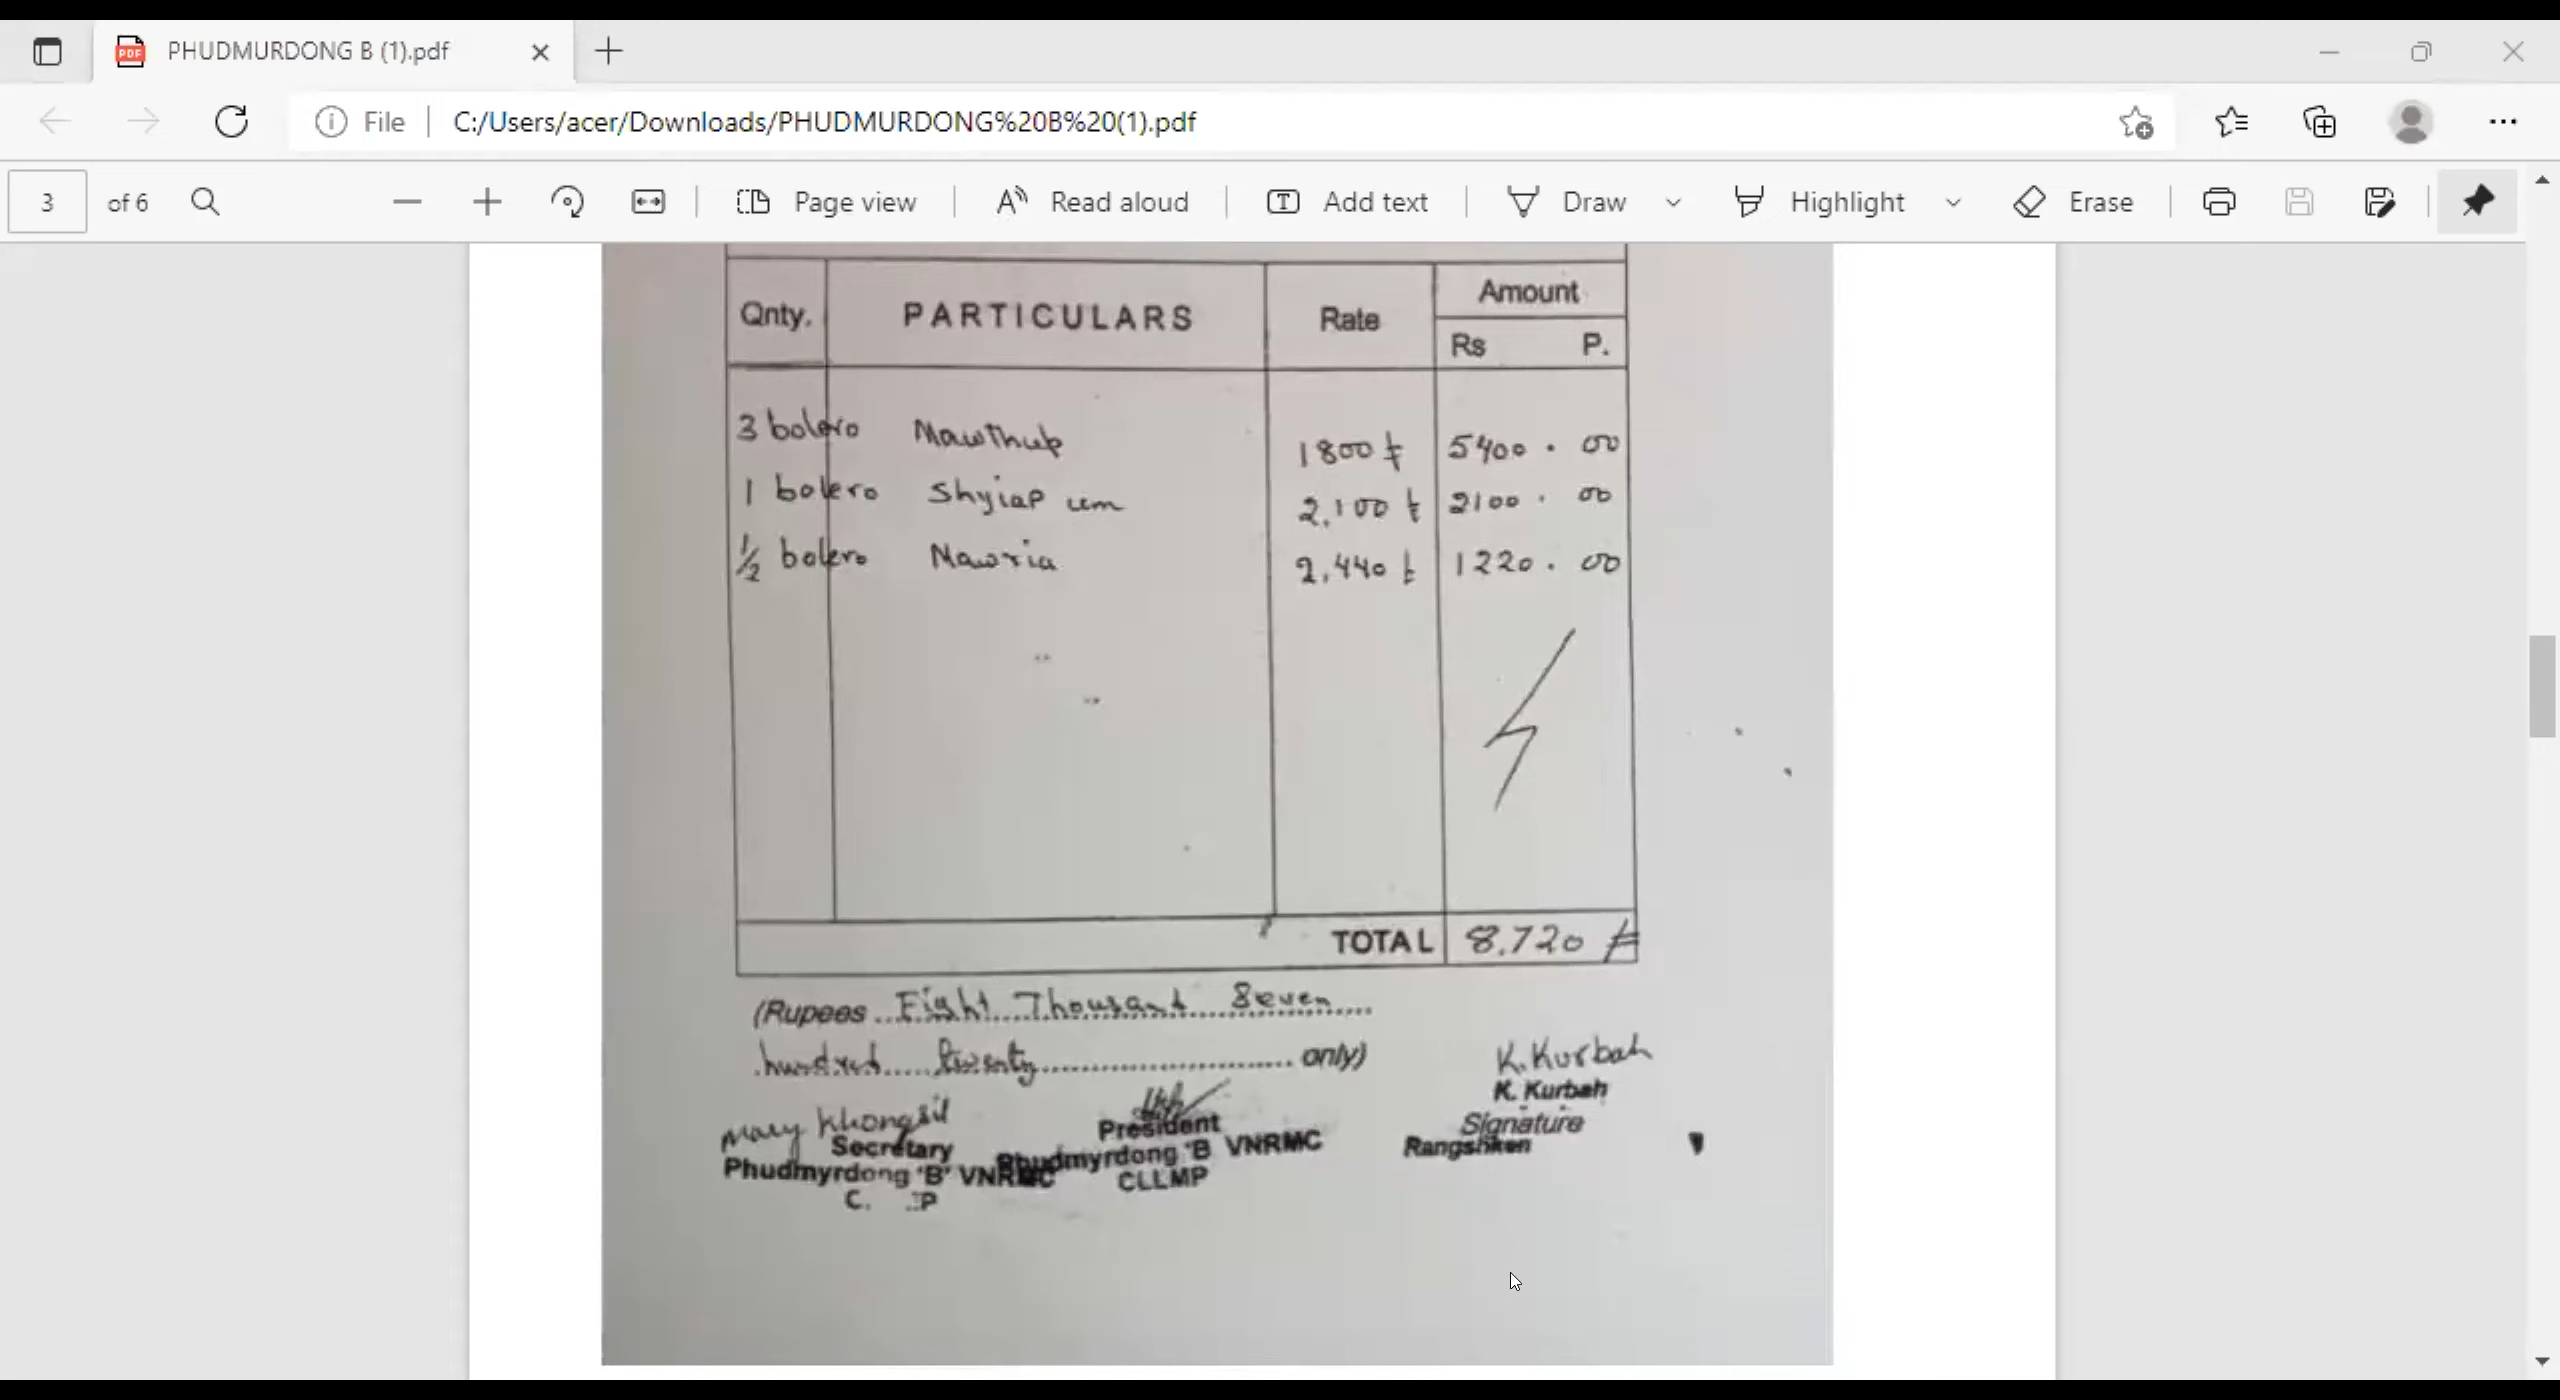 PHUDMURDONG B (1).pdf
File C:/Users/acer/Downloads/PHUDMURDONG%20B%20(1).pdf
3 of 6 Page view Read aloud Add text Draw Highlight Erase
Qnty. PARTICULARS Rate Amount
Rs P.
3 bolero Mawthup 1800 5400 . 00
1 bolero Shyiap um 2,100 2100 . 00
1/2 bolero Mawria 2,440 1220 . 00
TOTAL 8,720
(Rupees Eight Thousand Seven
hundred twenty only)
K. Kurbah
K. Kurbah
Mary Khongsil
Secretary President Signature
Phudmyrdong 'B' VNRMC Phudmyrdong 'B VNRMC Rangshken
C. P CLLMP